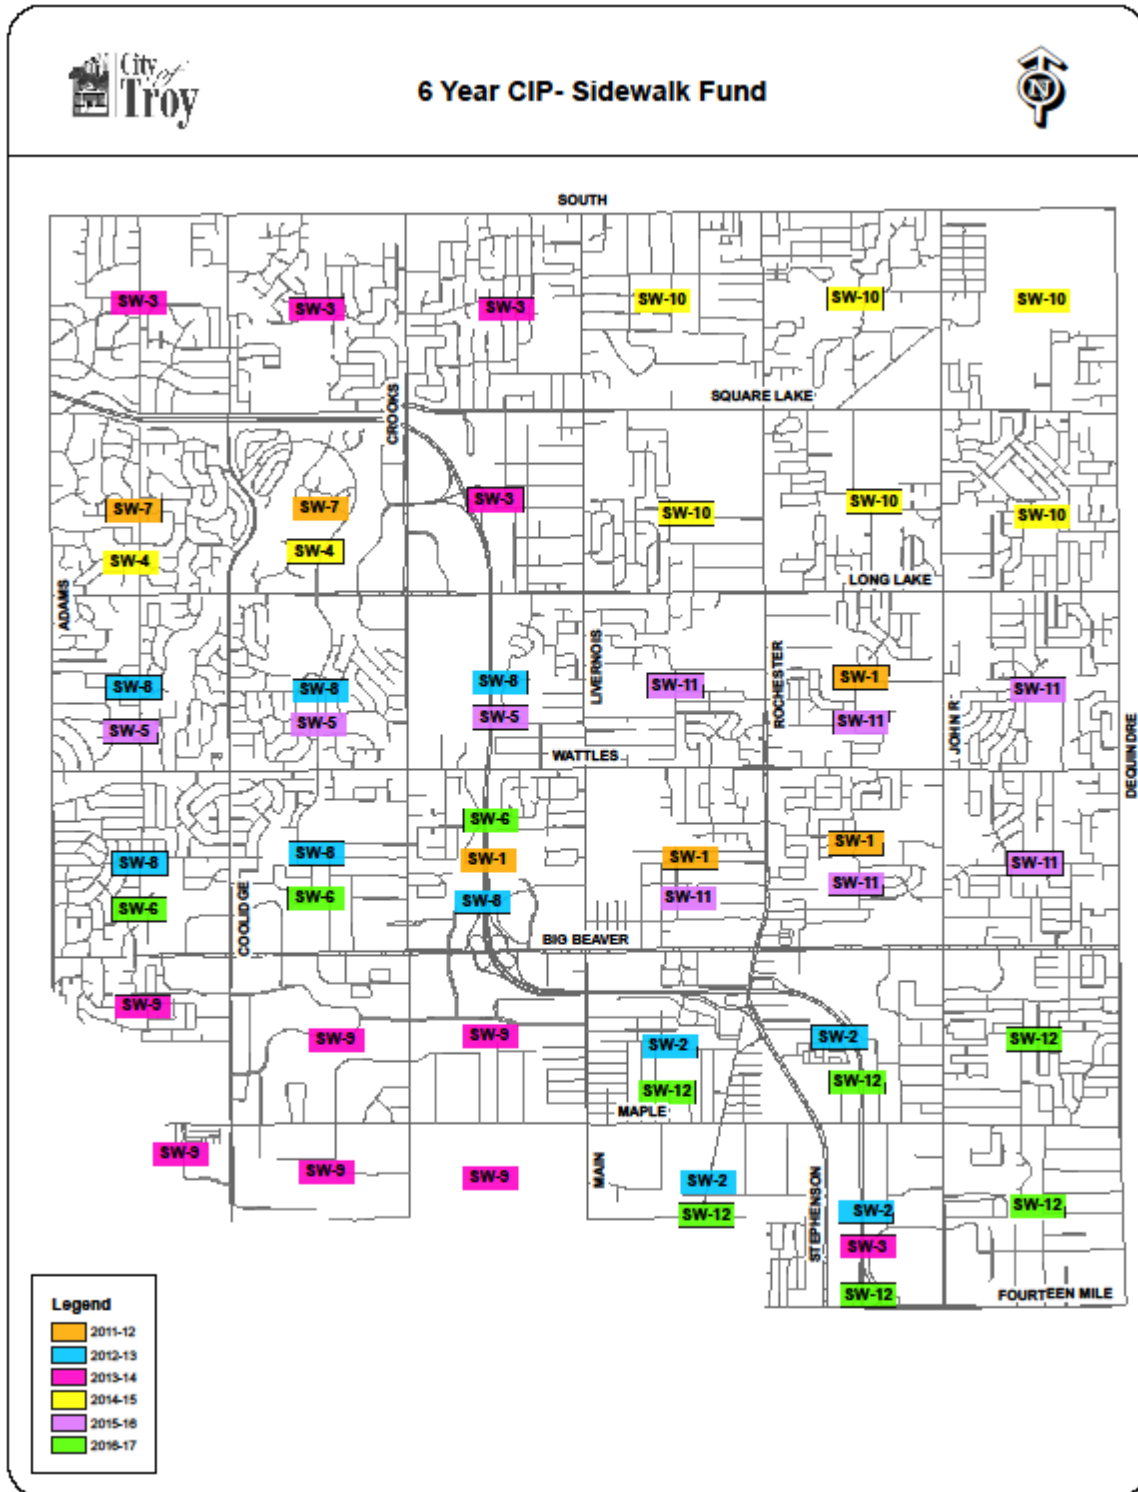 City of
Troy
6 Year CIP- Sidewalk Fund
N
SOUTH
SW-3
SW-3
SW-3
SW-10
SW-10
SW-10
CROOKS
SQUARE LAKE
SW-7
SW-7
SW-3
SW-10
SW-10
SW-10
SW-4
SW-4
ADAMS
LONG LAKE
LIVERNOIS
ROCHESTER
SW-8
SW-8
SW-8
SW-11
SW-1
SW-11
SW-5
SW-5
SW-5
SW-11
JOHN R
DEQUINDRE
WATTLES
SW-6
SW-8
SW-8
SW-1
SW-1
SW-1
SW-11
SW-6
SW-6
SW-8
SW-11
SW-11
COOLIDGE
BIG BEAVER
SW-9
SW-9
SW-9
SW-2
SW-2
SW-12
SW-12
SW-12
MAPLE
SW-9
SW-9
SW-9
MAIN
SW-2
SW-12
STEPHENSON
SW-2
SW-12
SW-3
SW-12
FOURTEEN MILE
Legend
2011-12
2012-13
2013-14
2014-15
2015-16
2016-17